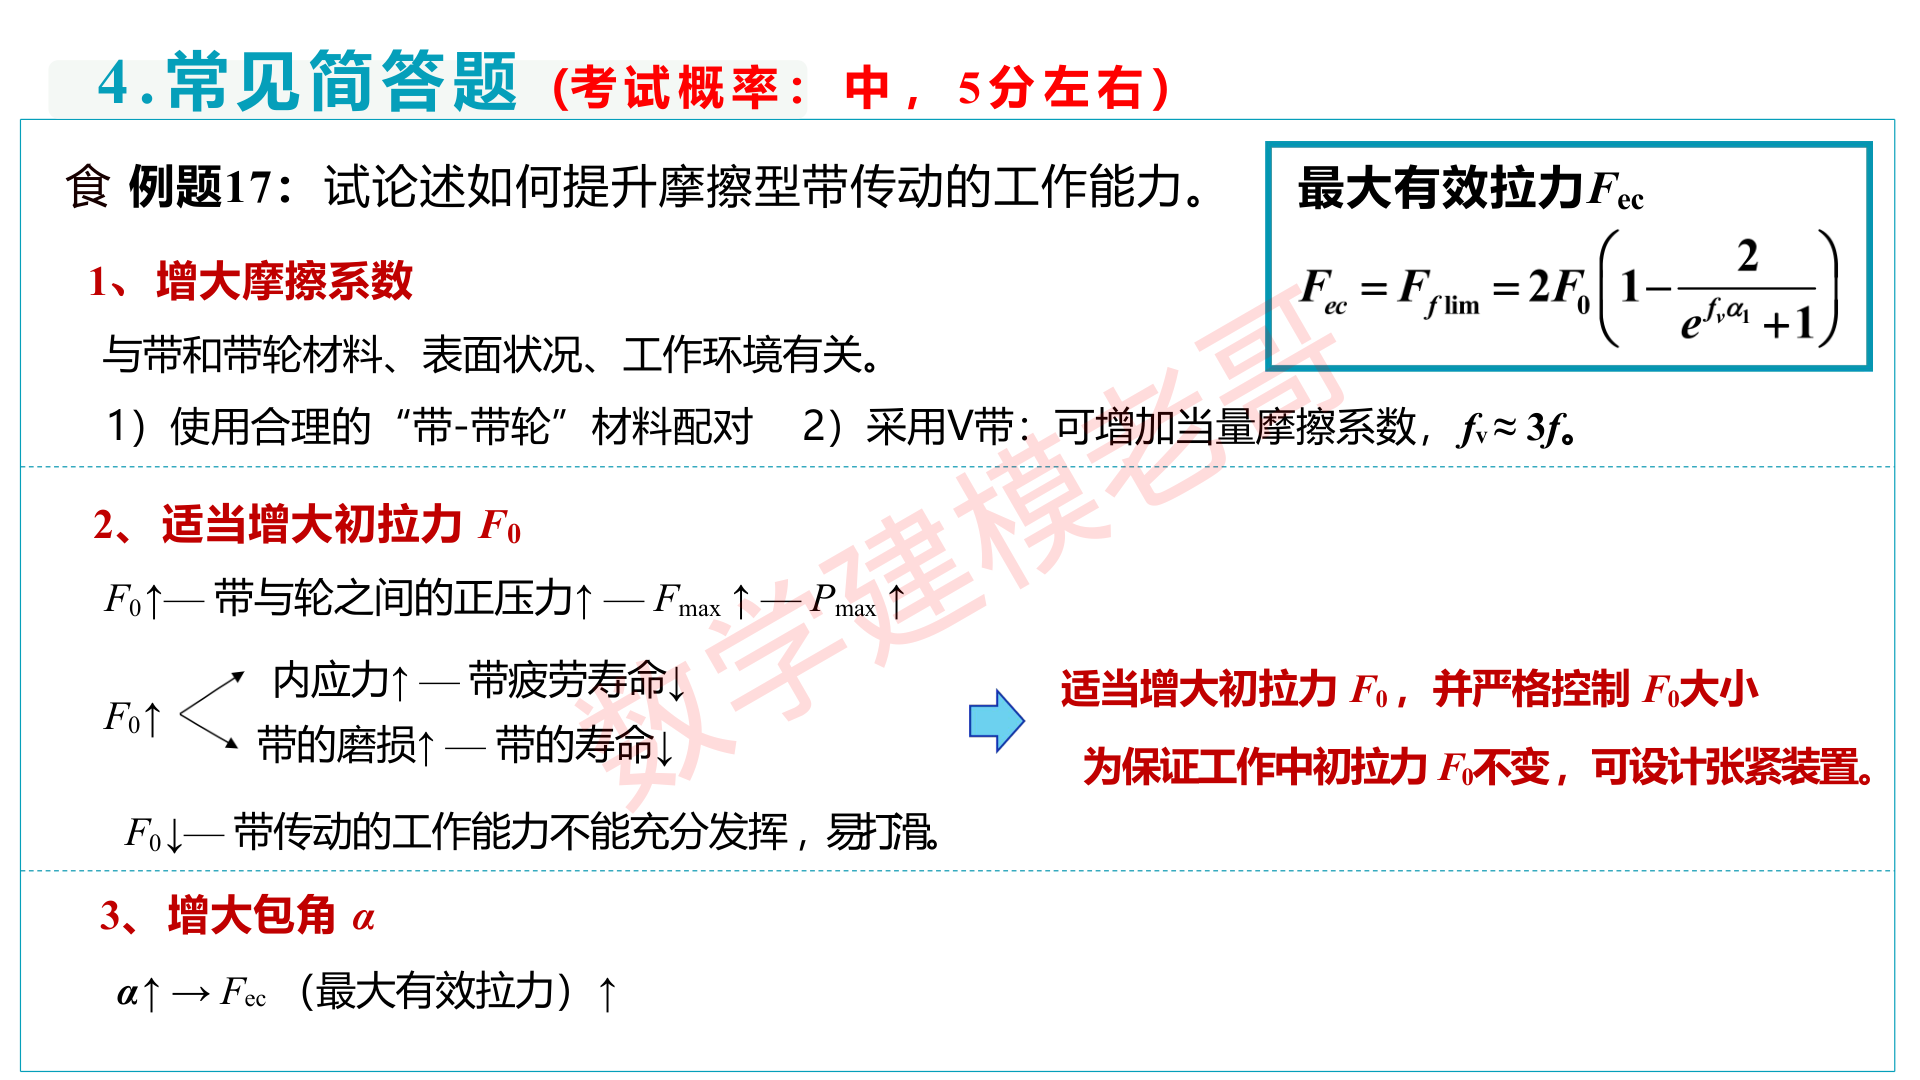 4.常见简答题 (考试概率：中，5分左右)
食 例题17：试论述如何提升摩擦型带传动的工作能力。
最大有效拉力Fec
Fec = Ff lim = 2F0(1 − 2/(e^(fvα1) + 1))
1、增大摩擦系数
与带和带轮材料、表面状况、工作环境有关。
1）使用合理的“带-带轮”材料配对 2）采用V带：可增加当量摩擦系数，fv ≈ 3f。
2、适当增大初拉力 F0
F0↑— 带与轮之间的正压力↑ — Fmax ↑ — Pmax ↑
内应力↑ — 带疲劳寿命↓
F0↑
带的磨损↑ — 带的寿命↓
适当增大初拉力 F0，并严格控制 F0大小
为保证工作中初拉力 F0不变，可设计张紧装置。
F0↓— 带传动的工作能力不能充分发挥，易打滑。
3、增大包角 α
α↑ → Fec （最大有效拉力）↑
数学建模老哥